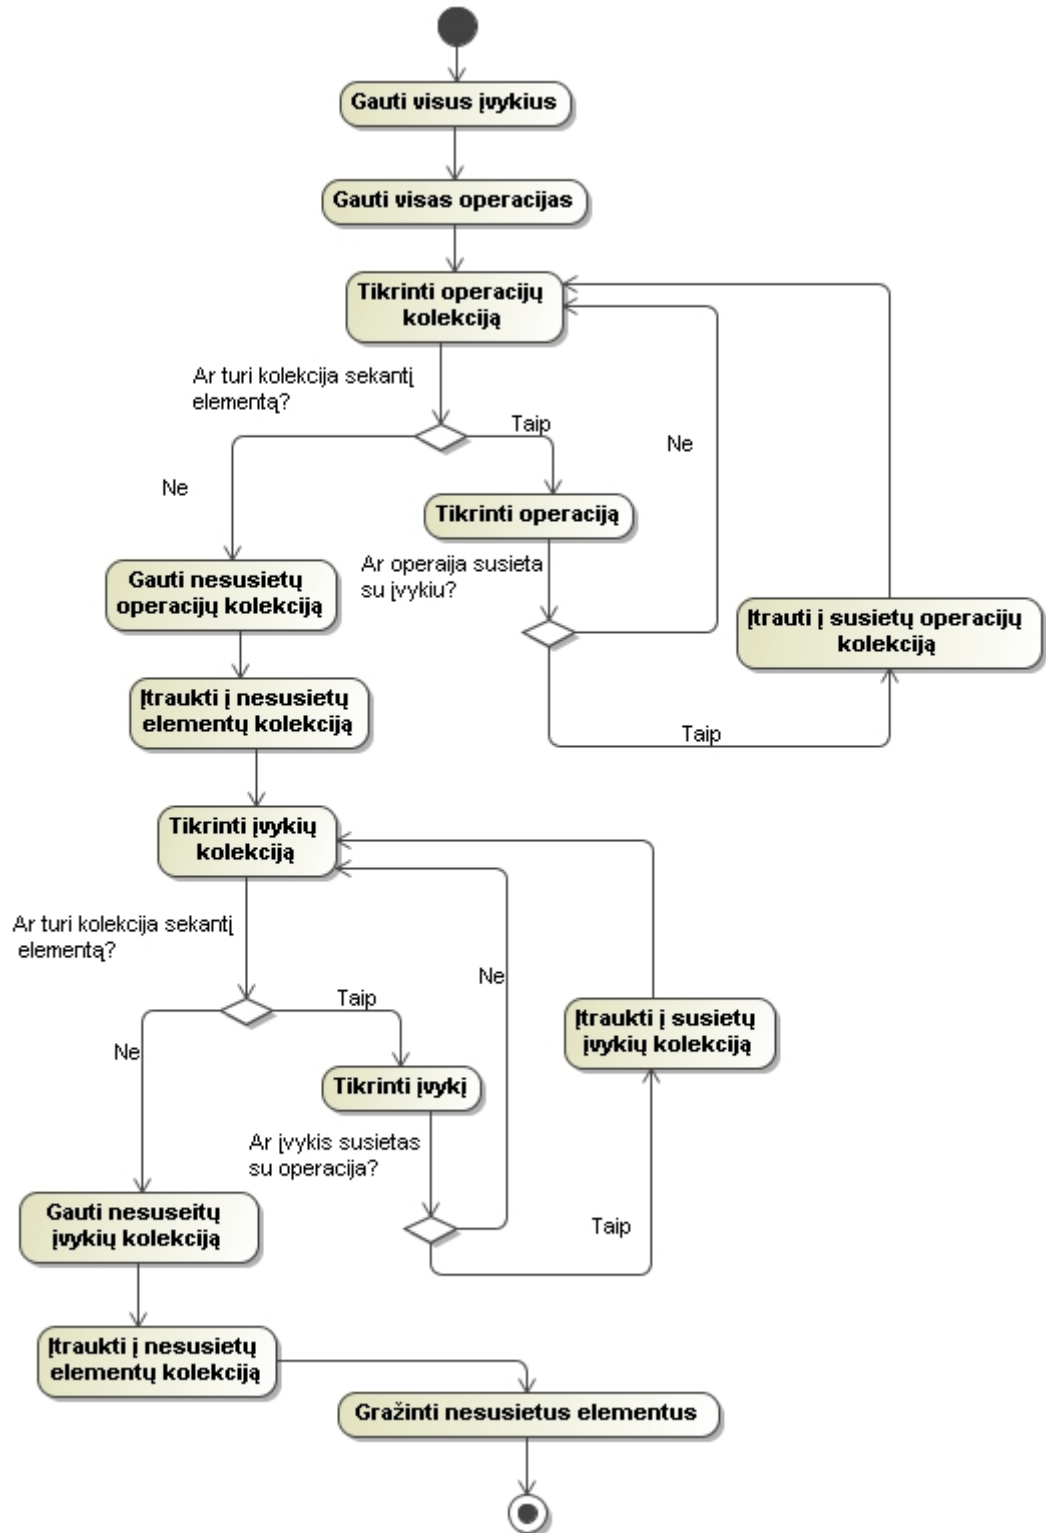 Gauti visus įvykius
Gauti visas operacijas
Tikrinti operacijų
kolekciją
Ar turi kolekcija sekantį
elementą?
Taip
Ne
Ne
Tikrinti operaciją
Ar operaija susieta
su įvykiu?
Gauti nesusietų
operacijų kolekciją
Įtrauti į susietų operacijų
kolekciją
Įtraukti į nesusietų
elementų kolekciją
Taip
Tikrinti įvykių
kolekciją
Ar turi kolekcija sekantį
elementą?
Ne
Taip
Įtraukti į susietų
įvykių kolekciją
Ne
Tikrinti įvykį
Ar įvykis susietas
su operacija?
Gauti nesuseitų
įvykių kolekciją
Taip
Įtraukti į nesusietų
elementų kolekciją
Gražinti nesusietus elementus